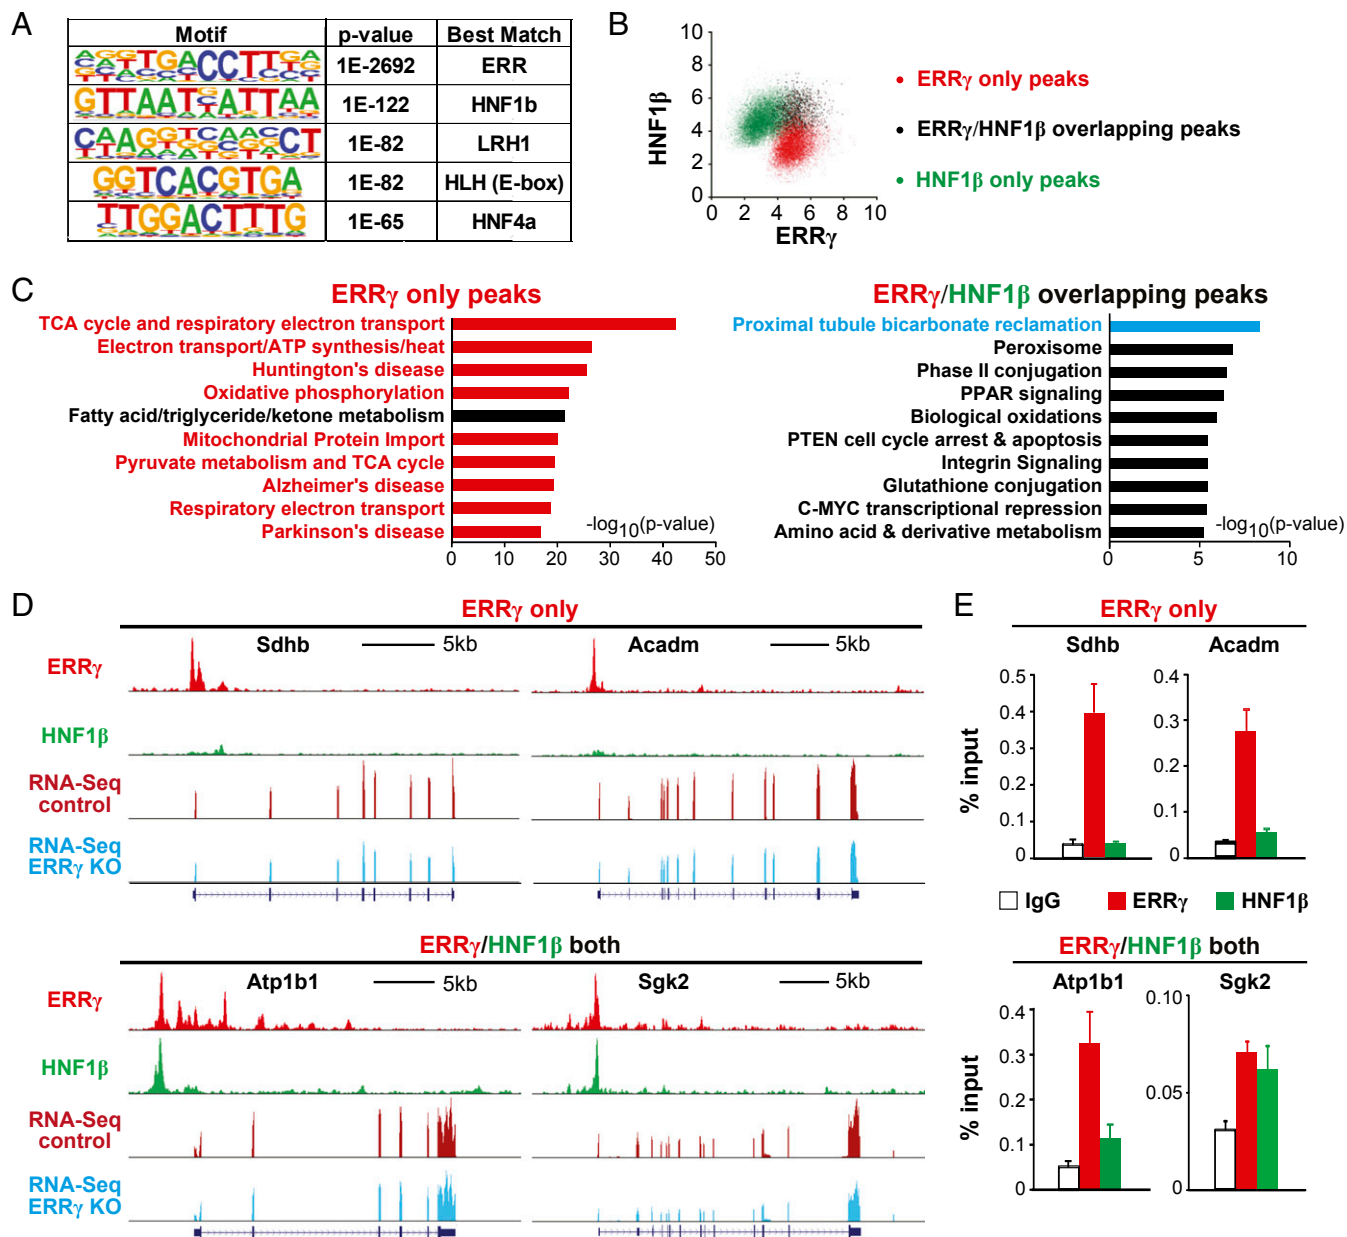 A
Motif p-value Best Match
1E-2692 ERR
GTTAATTAA 1E-122 HNF1b
1E-82 LRH1
GGTCACGTGA 1E-82 HLH (E-box)
TTGGACTTTG 1E-65 HNF4a
B
HNF1β
10
8
6
4
2
0
0 2 4 6 8 10
ERRγ
• ERRγ only peaks
• ERRγ/HNF1β overlapping peaks
• HNF1β only peaks
C
ERRγ only peaks
TCA cycle and respiratory electron transport
Electron transport/ATP synthesis/heat
Huntington's disease
Oxidative phosphorylation
Fatty acid/triglyceride/ketone metabolism
Mitochondrial Protein Import
Pyruvate metabolism and TCA cycle
Alzheimer's disease
Respiratory electron transport
Parkinson's disease
-log10(p-value)
0 10 20 30 40 50
ERRγ/HNF1β overlapping peaks
Proximal tubule bicarbonate reclamation
Peroxisome
Phase II conjugation
PPAR signaling
Biological oxidations
PTEN cell cycle arrest & apoptosis
Integrin Signaling
Glutathione conjugation
C-MYC transcriptional repression
Amino acid & derivative metabolism
-log10(p-value)
0 5 10
D
ERRγ only
Sdhb 5kb Acadm 5kb
ERRγ
HNF1β
RNA-Seq
control
RNA-Seq
ERRγ KO
ERRγ/HNF1β both
Atp1b1 5kb Sgk2 5kb
ERRγ
HNF1β
RNA-Seq
control
RNA-Seq
ERRγ KO
E
ERRγ only
Sdhb
% input
0.5
0.4
0.3
0.2
0.1
0
Acadm
0.4
0.3
0.2
0.1
0
IgG ERRγ HNF1β
ERRγ/HNF1β both
Atp1b1
% input
0.4
0.3
0.2
0.1
0
Sgk2
0.10
0.05
0